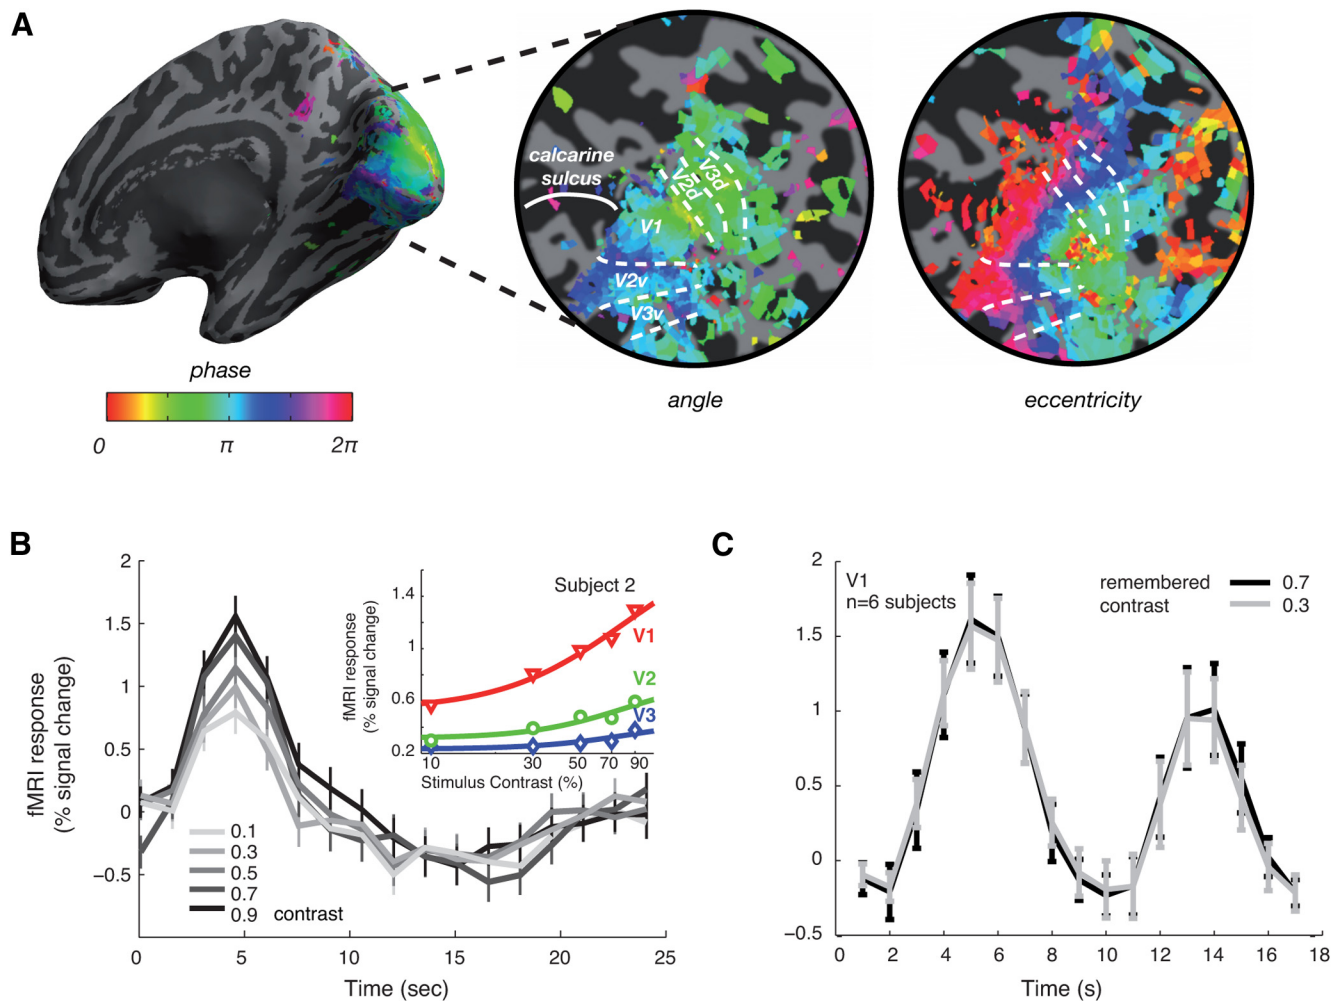 A
calcarine
sulcus
V1
V2d
V3d
V2v
V3v
phase
0
π
2π
angle
eccentricity
B
fMRI response
(% signal change)
2
1.5
1
0.5
0
−0.5
0.1
0.3
0.5
0.7
0.9 contrast
0 5 10 15 20 25
Time (sec)
Subject 2
fMRI response
(% signal change)
1.4
1
0.6
0.2
V1
V2
V3
10 30 50 70 90
Stimulus Contrast (%)
C
2
1.5
1
0.5
0
−0.5
V1
n=6 subjects
remembered 0.7
contrast 0.3
0 2 4 6 8 10 12 14 16 18
Time (s)